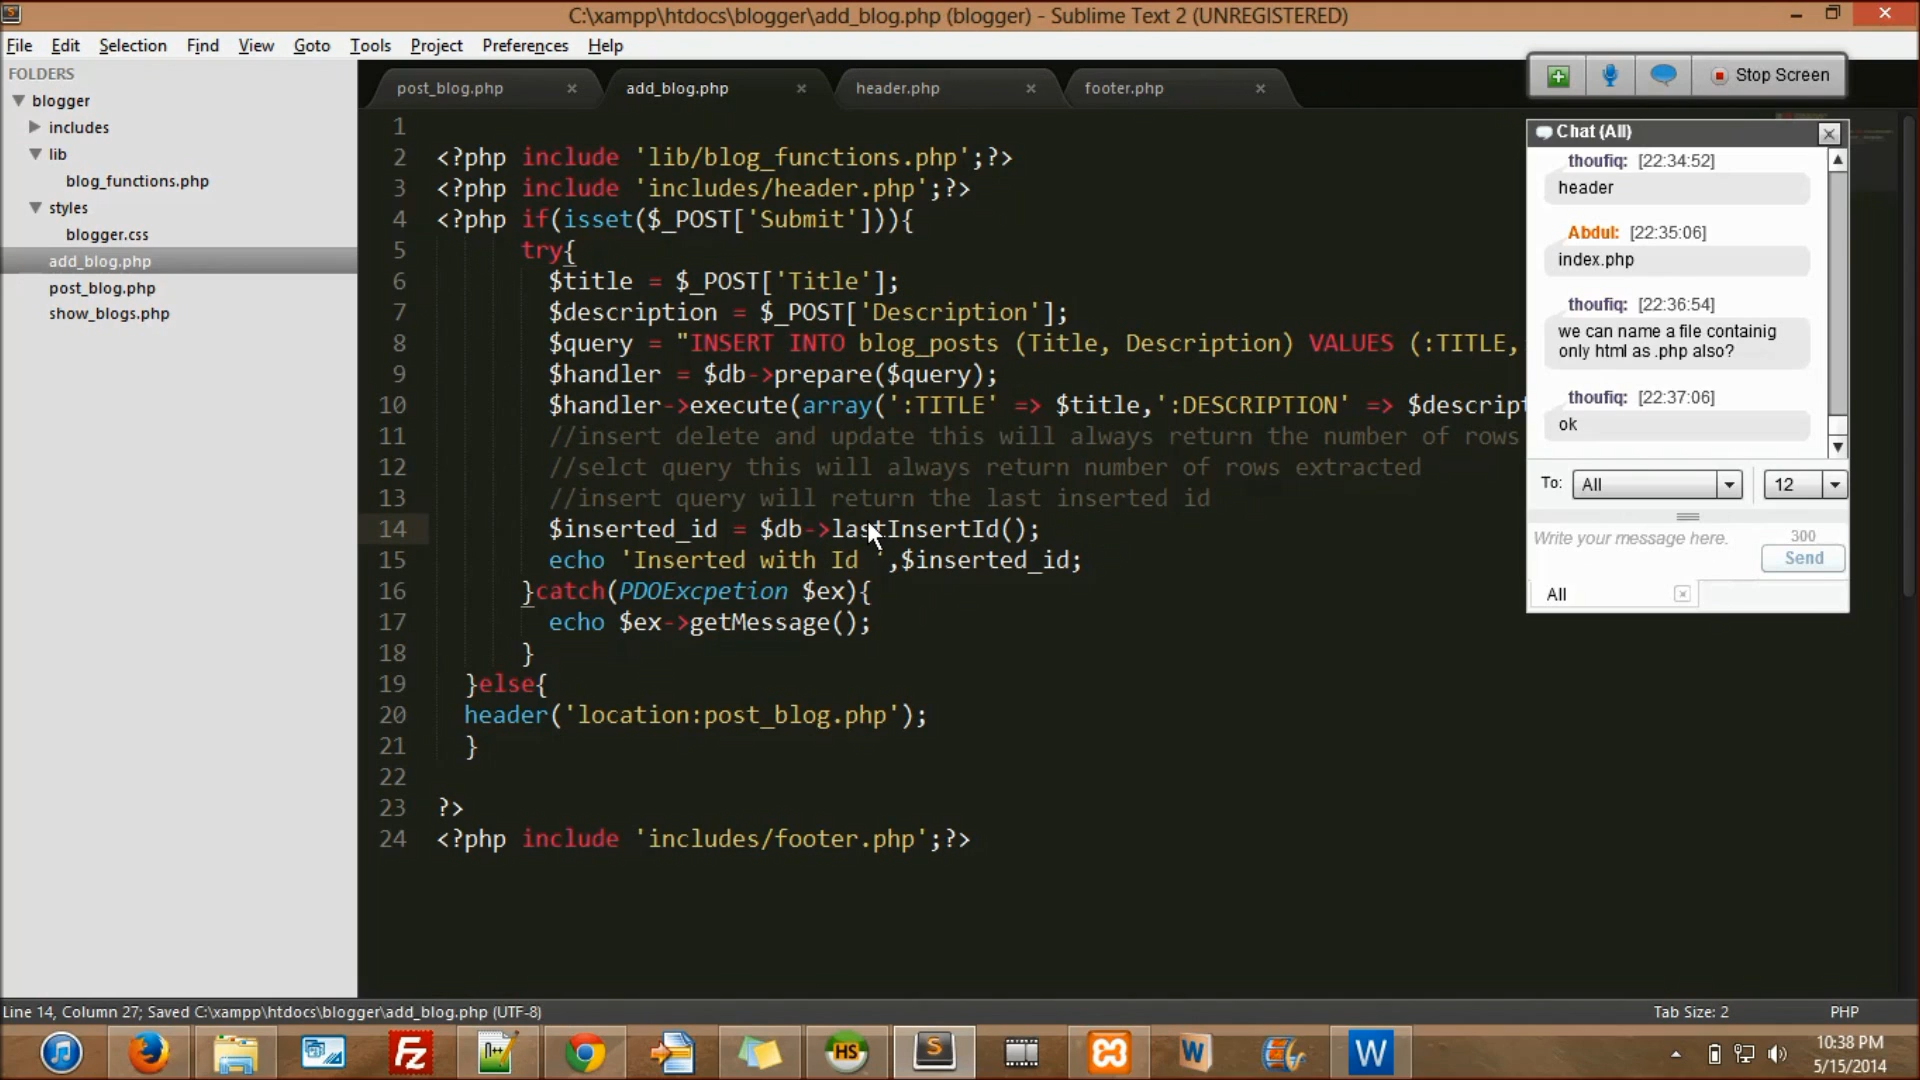 C:\xampp\htdocs\blogger\add_blog.php (blogger) - Sublime Text 2 (UNREGISTERED)
File Edit Selection Find View Goto Tools Project Preferences Help
FOLDERS
blogger
includes
lib
blog_functions.php
styles
blogger.css
add_blog.php
post_blog.php
show_blogs.php
post_blog.php × add_blog.php × header.php × footer.php ×
1
2 <?php include 'lib/blog_functions.php';?>
3 <?php include 'includes/header.php';?>
4 <?php if(isset($_POST['Submit'])){
5 try{
6 $title = $_POST['Title'];
7 $description = $_POST['Description'];
8 $query = "INSERT INTO blog_posts (Title, Description) VALUES (:TITLE,
9 $handler = $db->prepare($query);
10 $handler->execute(array(':TITLE' => $title,':DESCRIPTION' => $descript
11 //insert delete and update this will always return the number of rows
12 //selct query this will always return number of rows extracted
13 //insert query will return the last inserted id
14 $inserted_id = $db->lastInsertId();
15 echo 'Inserted with Id ',$inserted_id;
16 }catch(PDOExcpetion $ex){
17 echo $ex->getMessage();
18 }
19 }else{
20 header('location:post_blog.php');
21 }
22
23 ?>
24 <?php include 'includes/footer.php';?>
Stop Screen
Chat (All)
thoufiq: [22:34:52]
header
Abdul: [22:35:06]
index.php
thoufiq: [22:36:54]
we can name a file containig
only html as .php also?
thoufiq: [22:37:06]
ok
To: All 12
Write your message here. 300
Send
All
Line 14, Column 27; Saved C:\xampp\htdocs\blogger\add_blog.php (UTF-8)
Tab Size: 2 PHP
10:38 PM
5/15/2014